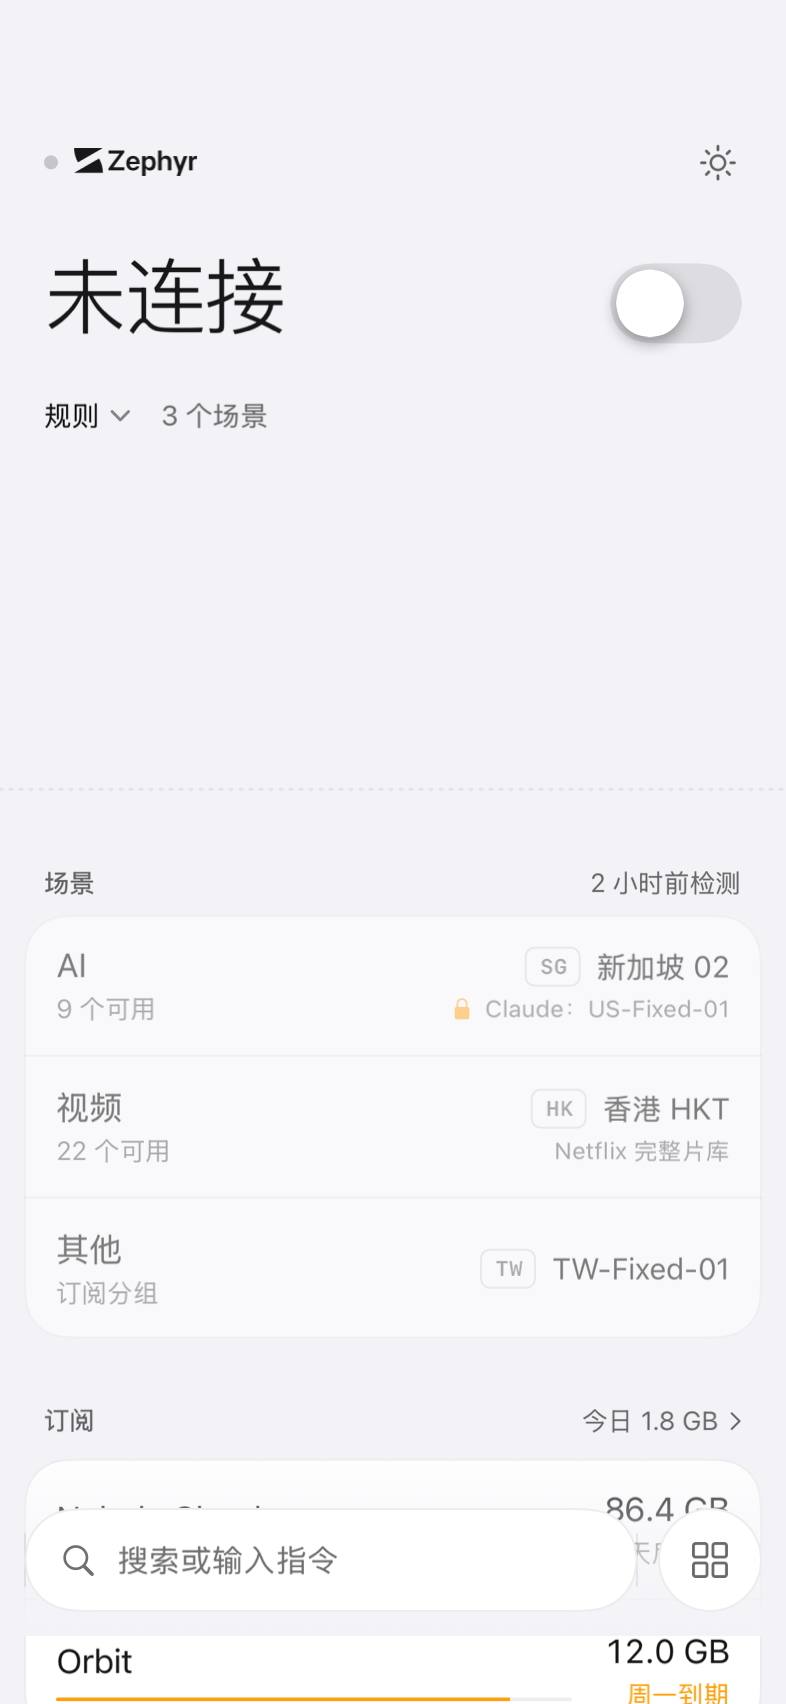 Zephyr
未连接
规则 3 个场景
场景 2 小时前检测
AI SG 新加坡 02
9 个可用 Claude: US-Fixed-01
视频 HK 香港 HKT
22 个可用 Netflix 完整片库
其他 TW TW-Fixed-01
订阅分组
订阅 今日 1.8 GB
86.4 GB
搜索或输入指令 天
Orbit 12.0 GB
周一到期